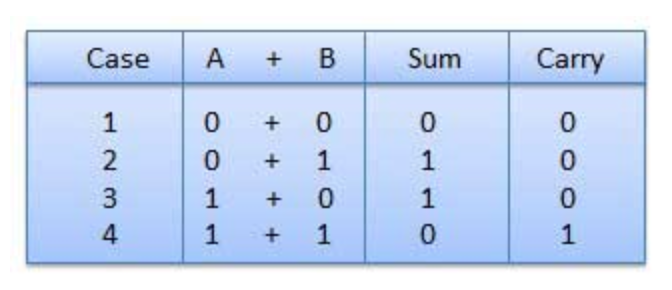 Case A + B Sum Carry
1 0 + 0 0 0
2 0 + 1 1 0
3 1 + 0 1 0
4 1 + 1 0 1